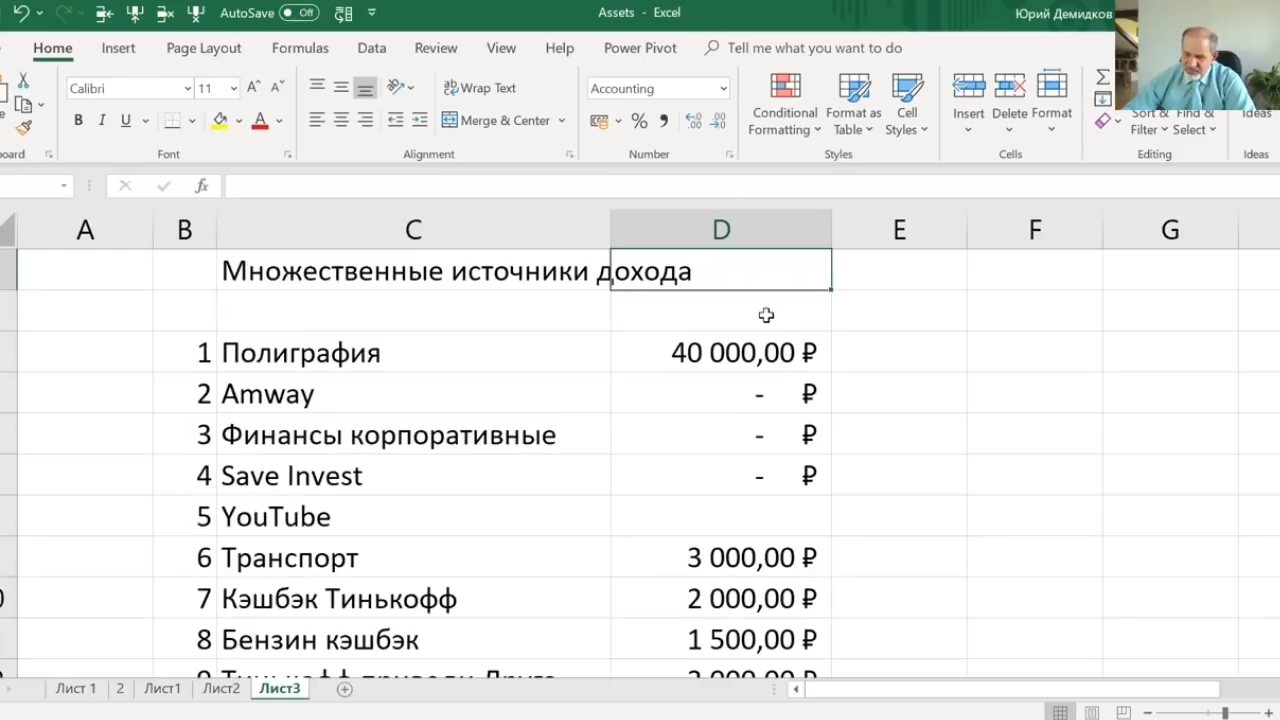 AutoSave Off Assets - Excel Юрий Демидков
Home Insert Page Layout Formulas Data Review View Help Power Pivot Tell me what you want to do
Calibri 11 A A Wrap Text Accounting
B I U A Merge & Center % Conditional Formatting Format as Table Cell Styles Insert Delete Format Sort & Filter Find & Select Ideas
oard Font Alignment Number Styles Cells Editing Ideas
fx
A B C D E F G
Множественные источники дохода
1 Полиграфия 40 000,00 ₽
2 Amway - ₽
3 Финансы корпоративные - ₽
4 Save Invest - ₽
5 YouTube
6 Транспорт 3 000,00 ₽
7 Кэшбэк Тинькофф 2 000,00 ₽
8 Бензин кэшбэк 1 500,00 ₽
Лист 1 2 Лист1 Лист2 Лист3